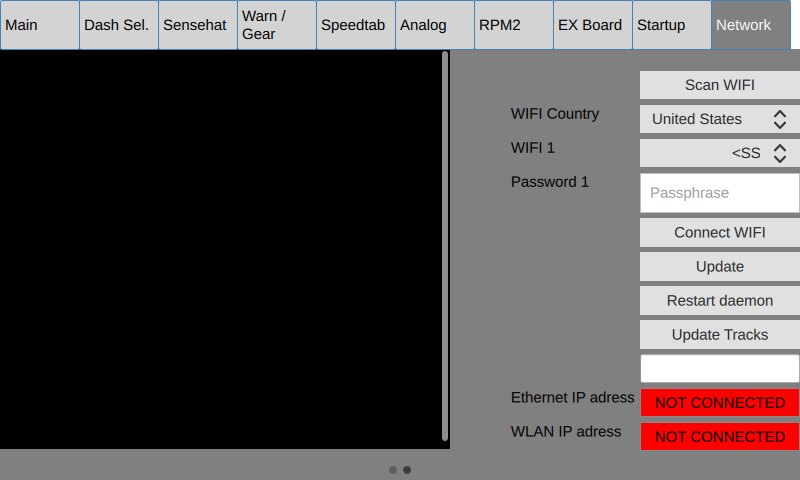 Main
Dash Sel.
Sensehat
Warn /
Gear
Speedtab
Analog
RPM2
EX Board
Startup
Network
Scan WIFI
WIFI Country
United States
WIFI 1
<SS
Password 1
Passphrase
Connect WIFI
Update
Restart daemon
Update Tracks
Ethernet IP adress
NOT CONNECTED
WLAN IP adress
NOT CONNECTED